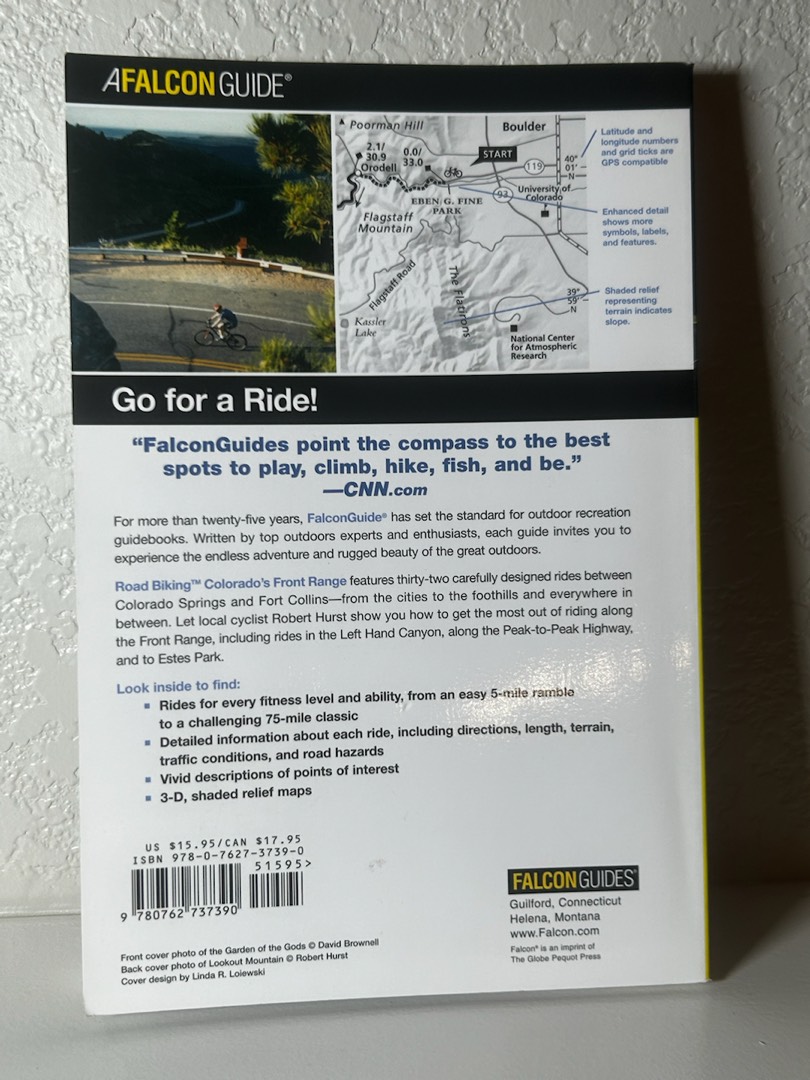 AFALCONGUIDE®
Poorman Hill
Boulder
2.1/
30.9
Orodell
0.0/
33.0
START
119
40°
01'
N
93
University of
Colorado
EBEN G. FINE
PARK
Flagstaff
Mountain
Flagstaff Road
The Flatirons
39°
59'
N
Kassler
Lake
National Center
for Atmospheric
Research
Latitude and
longitude numbers
and grid ticks are
GPS compatible
Enhanced detail
shows more
symbols, labels,
and features.
Shaded relief
representing
terrain indicates
slope.
Go for a Ride!
“FalconGuides point the compass to the best
spots to play, climb, hike, fish, and be.”
—CNN.com
For more than twenty-five years, FalconGuide® has set the standard for outdoor recreation
guidebooks. Written by top outdoors experts and enthusiasts, each guide invites you to
experience the endless adventure and rugged beauty of the great outdoors.
Road Biking™ Colorado's Front Range features thirty-two carefully designed rides between
Colorado Springs and Fort Collins—from the cities to the foothills and everywhere in
between. Let local cyclist Robert Hurst show you how to get the most out of riding along
the Front Range, including rides in the Left Hand Canyon, along the Peak-to-Peak Highway,
and to Estes Park.
Look inside to find:
▪ Rides for every fitness level and ability, from an easy 5-mile ramble
to a challenging 75-mile classic
▪ Detailed information about each ride, including directions, length, terrain,
traffic conditions, and road hazards
▪ Vivid descriptions of points of interest
▪ 3-D, shaded relief maps
US $15.95/CAN $17.95
ISBN 978-0-7627-3739-0
51595>
9 780762 737390
FALCONGUIDES®
Guilford, Connecticut
Helena, Montana
www.Falcon.com
Falcon® is an imprint of
The Globe Pequot Press
Front cover photo of the Garden of the Gods © David Brownell
Back cover photo of Lookout Mountain © Robert Hurst
Cover design by Linda R. Loiewski